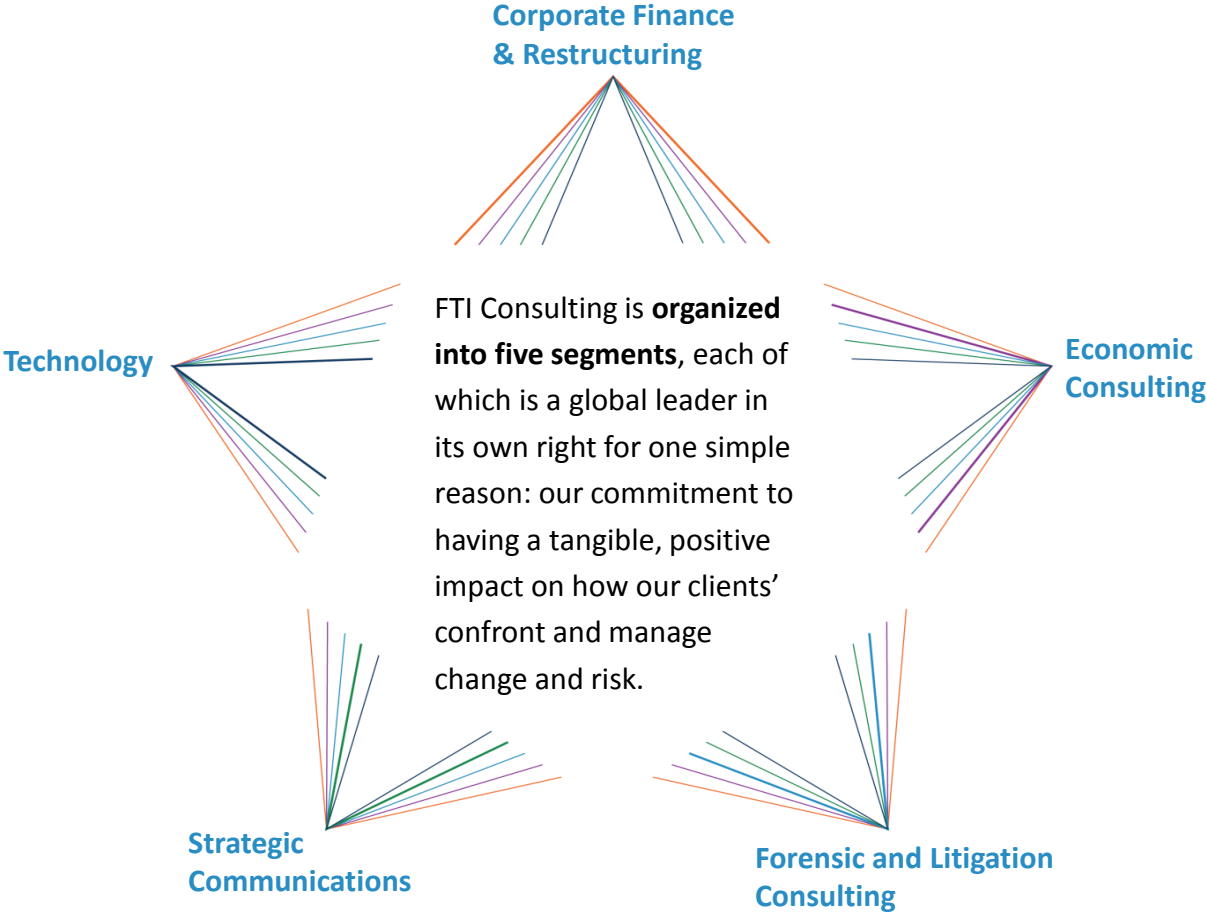 Corporate Finance
& Restructuring
FTI Consulting is organized
into five segments, each of
which is a global leader in
its own right for one simple
reason: our commitment to
having a tangible, positive
impact on how our clients’
confront and manage
change and risk.
Technology
Economic
Consulting
Strategic
Communications
Forensic and Litigation
Consulting